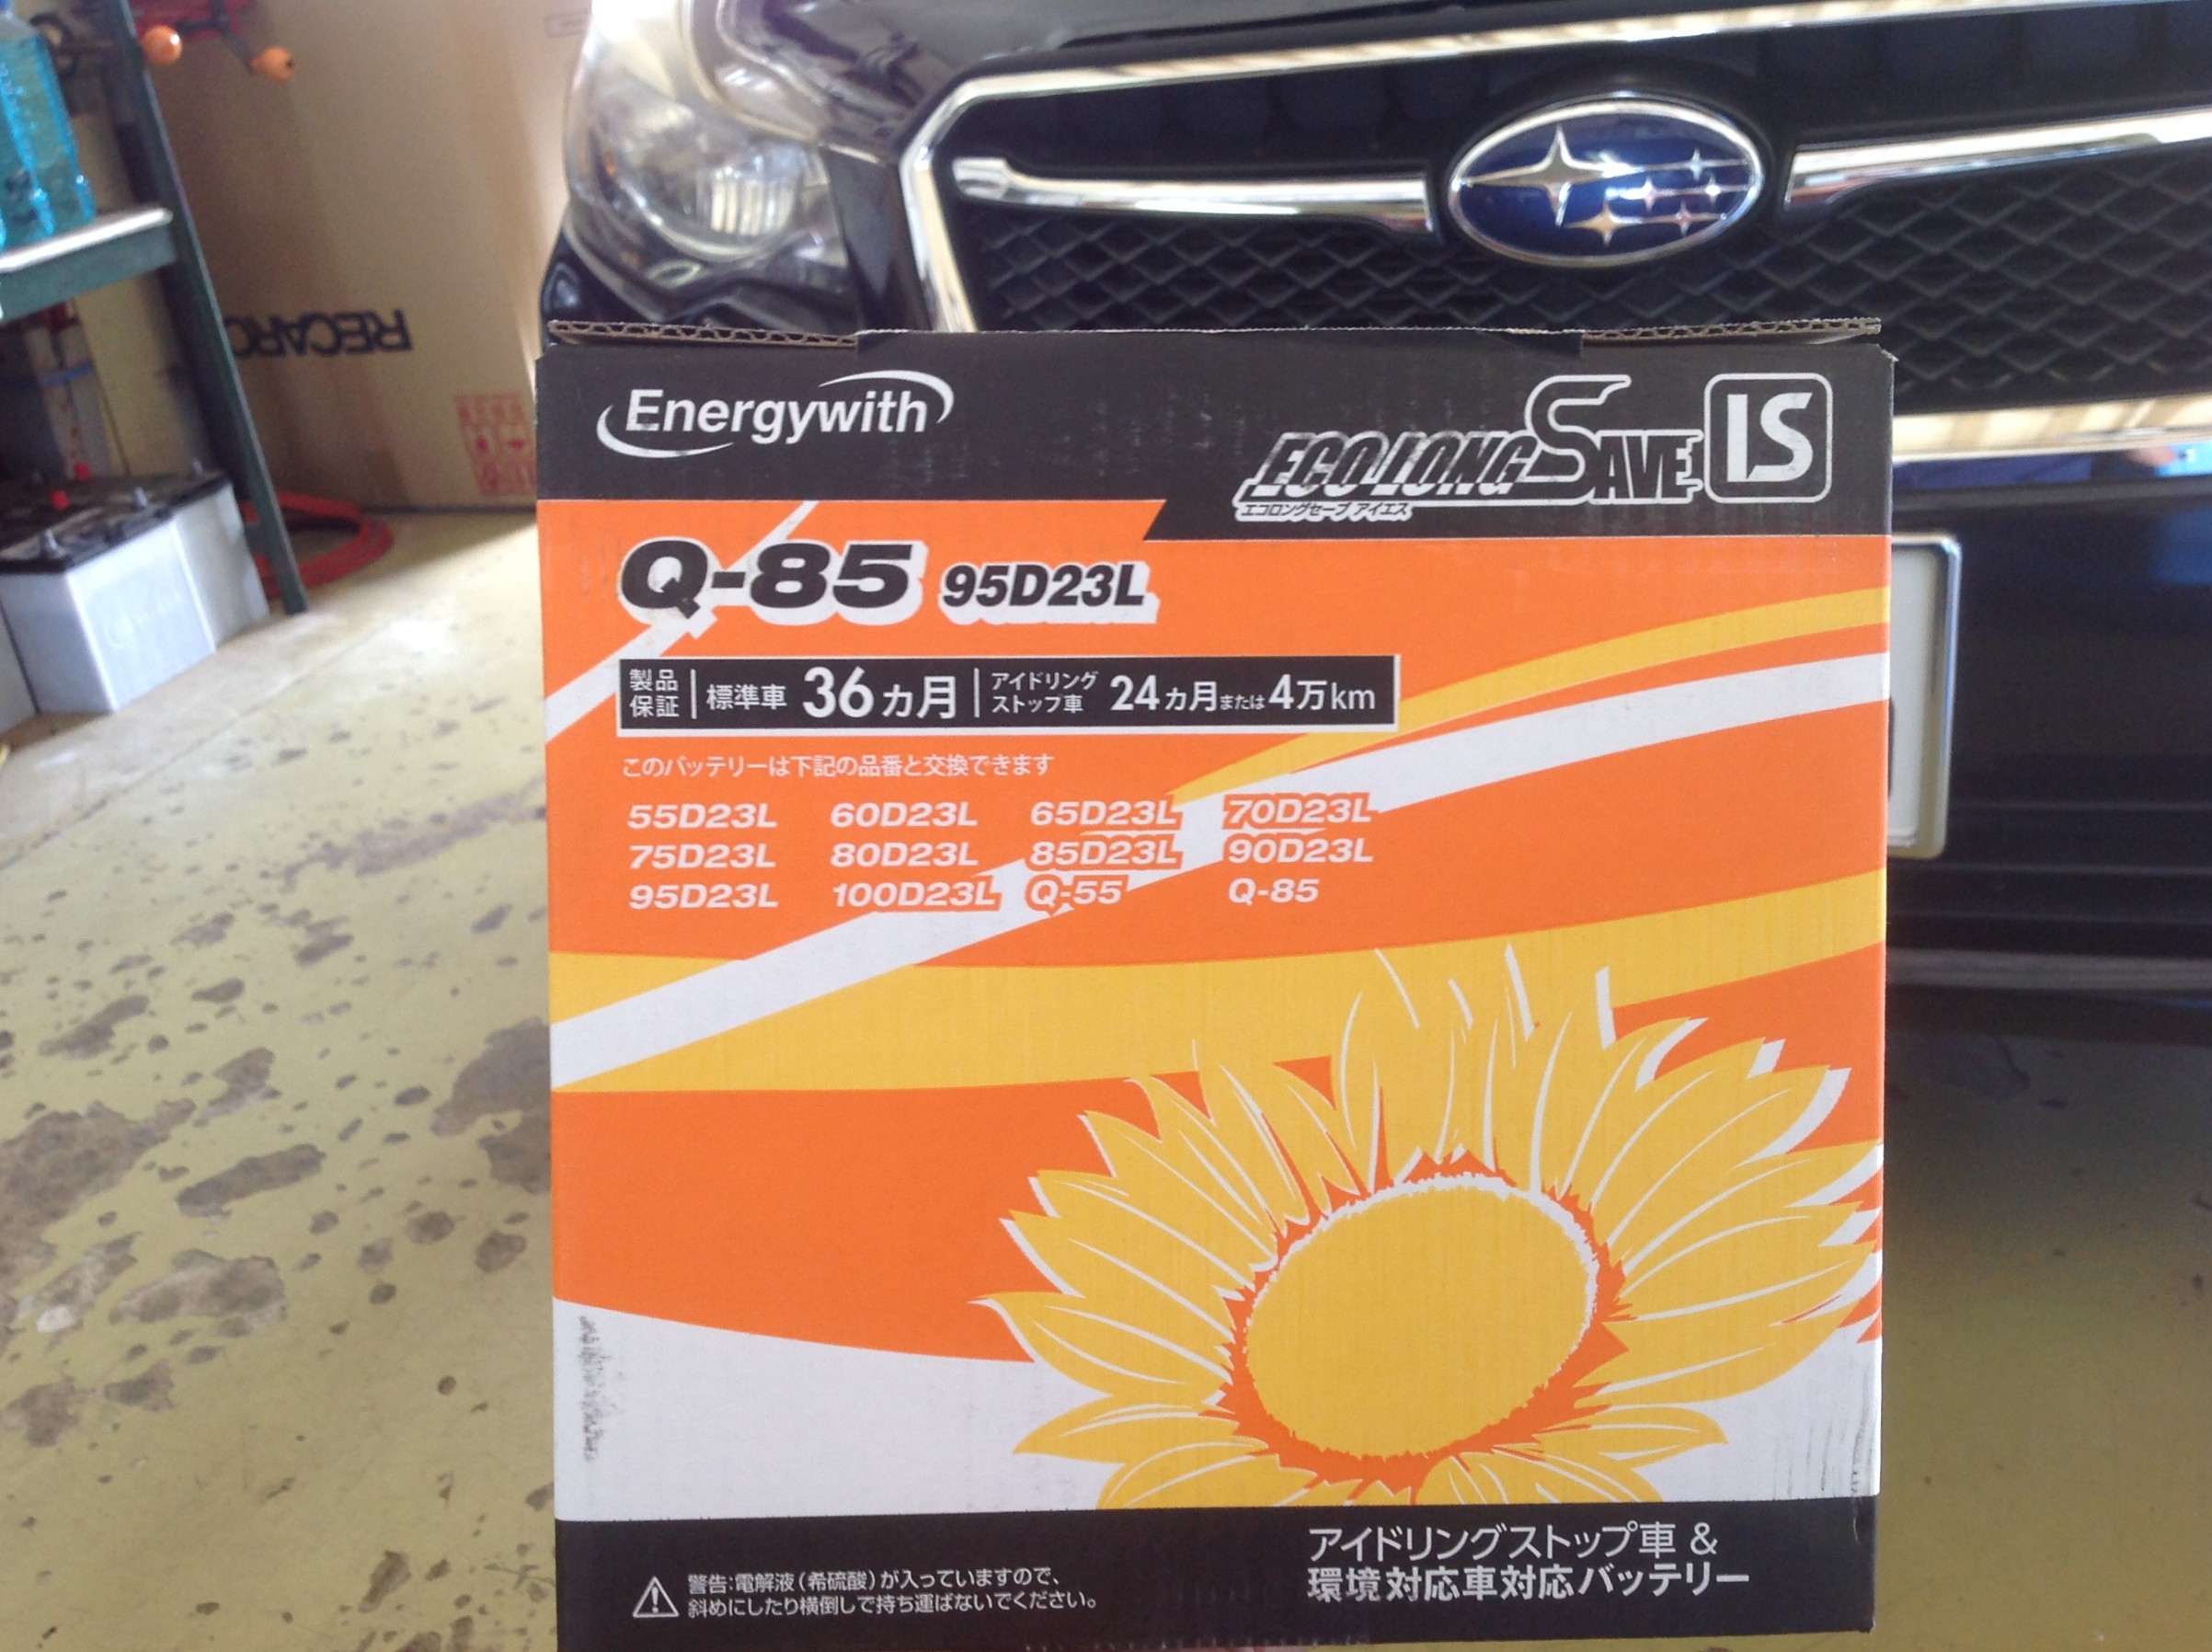 RECARO
Energywith
ECO LONG SAVE IS
エコロングセーブ アイエス
Q-85 95D23L
製品保証 標準車 36ヵ月 アイドリングストップ車 24ヵ月または4万km
このバッテリーは下記の品番と交換できます
55D23L 60D23L 65D23L 70D23L
75D23L 80D23L 85D23L 90D23L
95D23L 100D23L Q-55 Q-85
アイドリングストップ車 &
環境対応車対応バッテリー
警告:電解液(希硫酸)が入っていますので、
斜めにしたり横倒しで持ち運ばないでください。